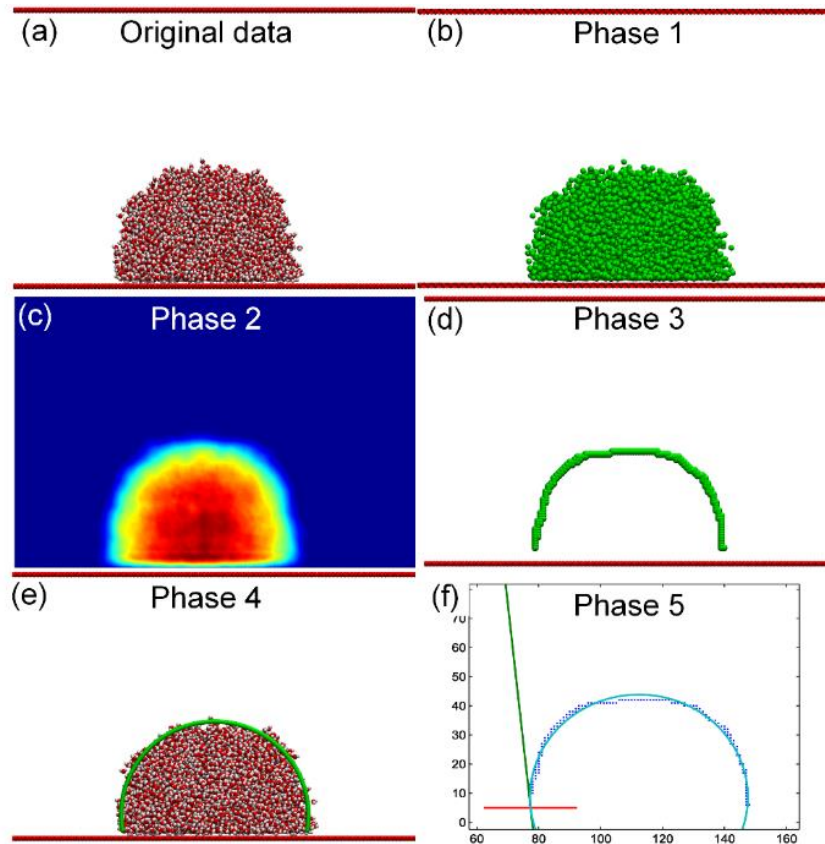 (a) Original data
(b) Phase 1
(c) Phase 2
(d) Phase 3
(e) Phase 4
(f) Phase 5
70
60
50
40
30
20
10
0
60 80 100 120 140 160